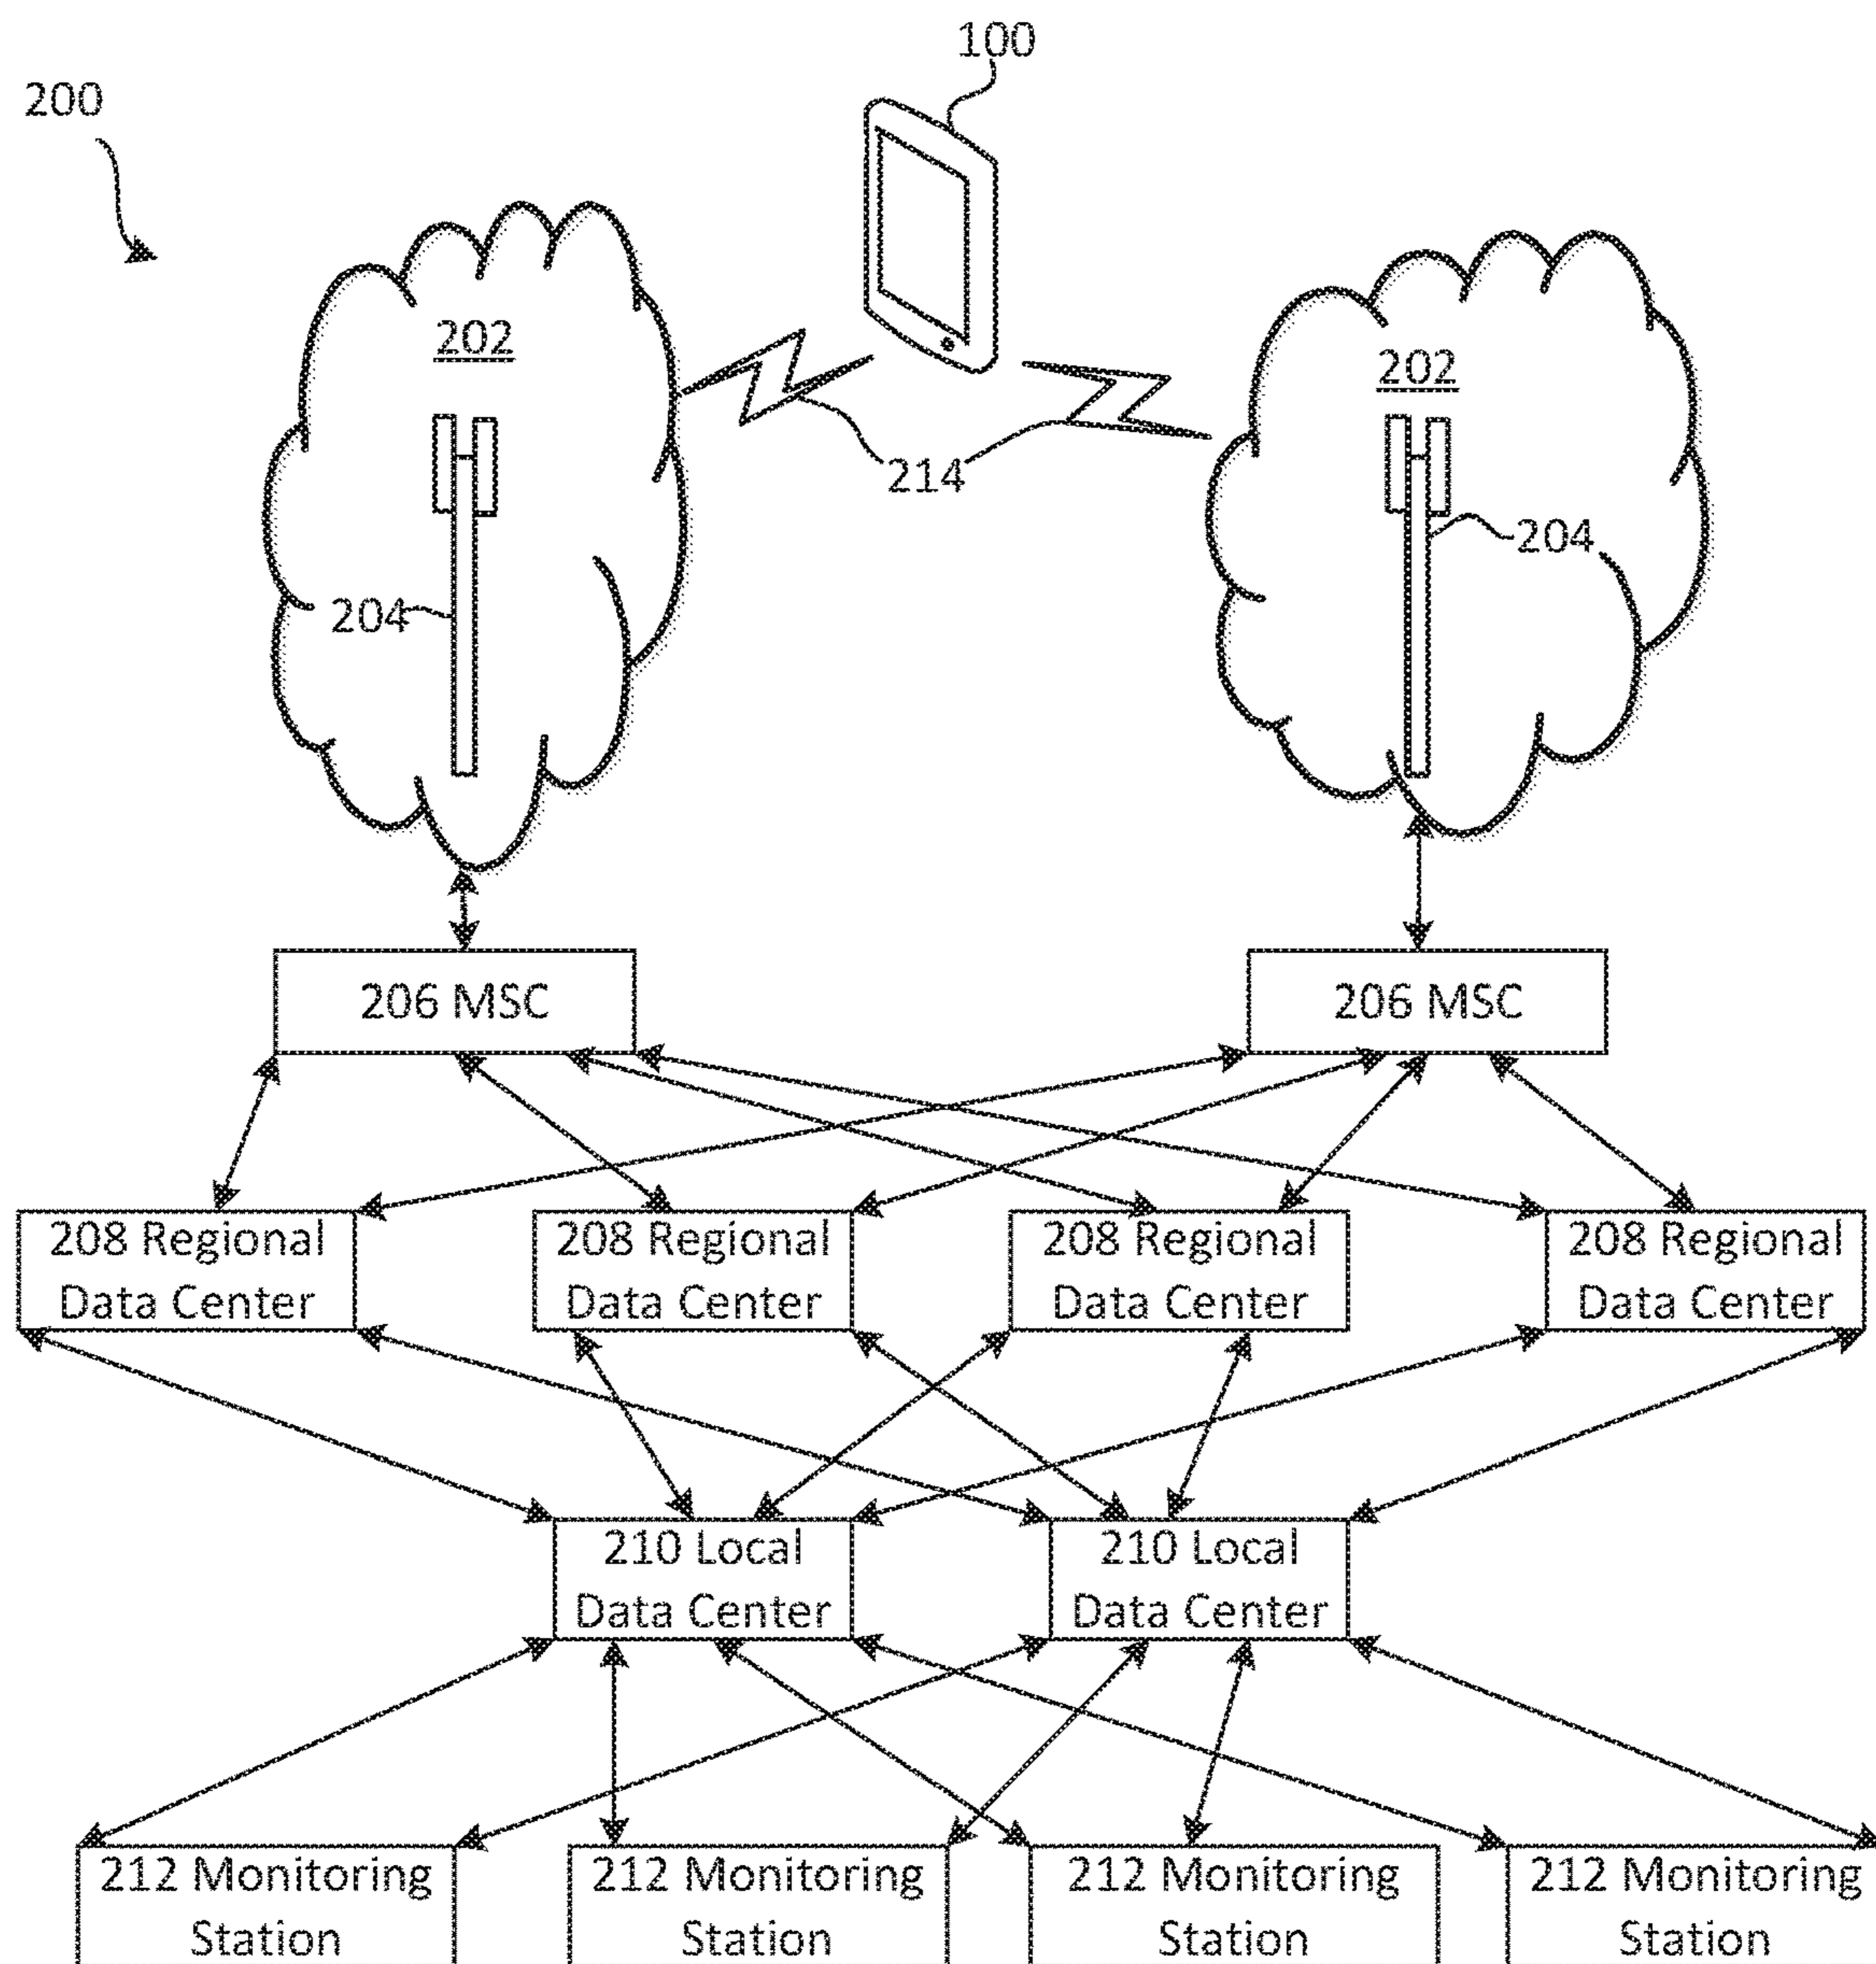 100
200
202
202
214
204
204
206 MSC
206 MSC
208 Regional
Data Center
208 Regional
Data Center
208 Regional
Data Center
208 Regional
Data Center
210 Local
Data Center
210 Local
Data Center
212 Monitoring
Station
212 Monitoring
Station
212 Monitoring
Station
212 Monitoring
Station